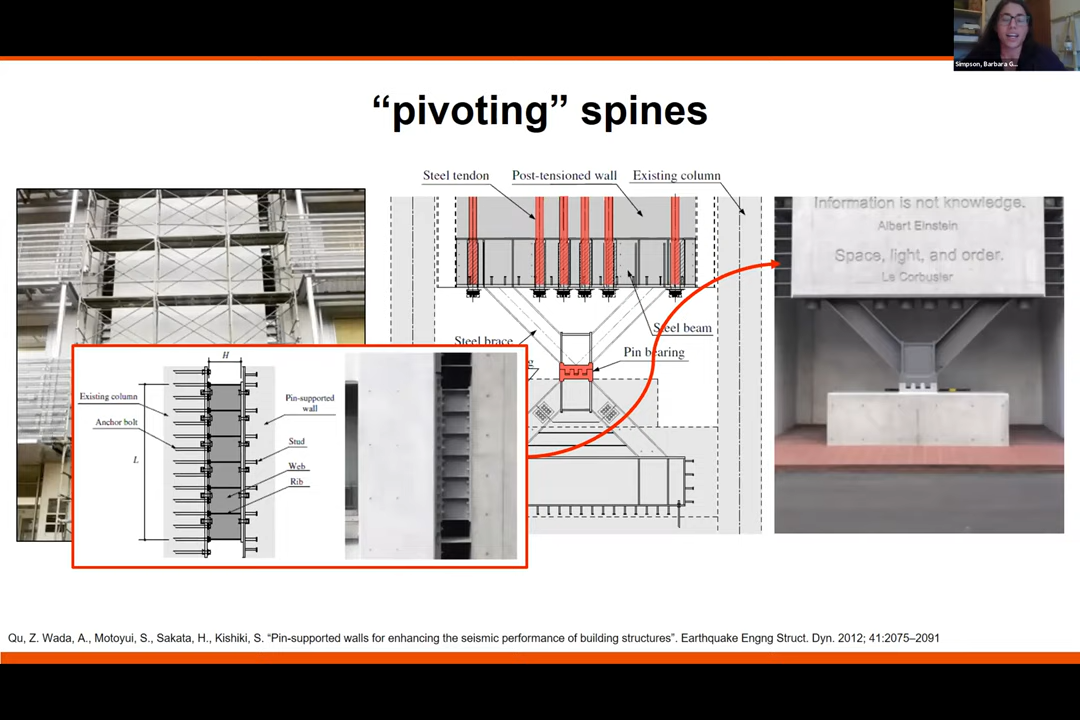 Simpson, Barbara G...
“pivoting” spines
Steel tendon
Post-tensioned wall
Existing column
Information is not knowledge.
Albert Einstein
Space, light, and order.
Le Corbusier
Steel beam
Steel brace
Pin bearing
H
Existing column
Anchor bolt
L
Pin-supported
wall
Stud
Web
Rib
Qu, Z. Wada, A., Motoyui, S., Sakata, H., Kishiki, S. “Pin-supported walls for enhancing the seismic performance of building structures”. Earthquake Engng Struct. Dyn. 2012; 41:2075–2091